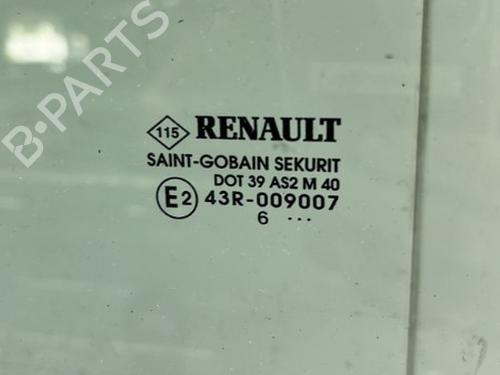 B-Parts
115 RENAULT
SAINT-GOBAIN SEKURIT
DOT 39 AS2 M 40
E2 43R-009007
6 ...